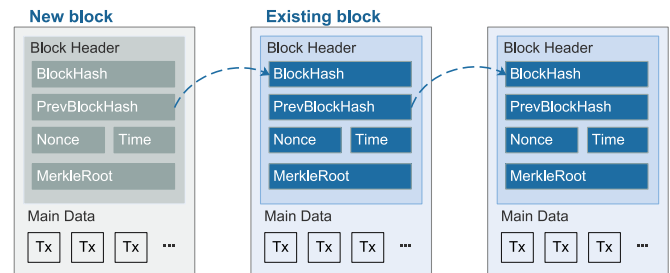 New block
Existing block
Block Header
BlockHash
PrevBlockHash
Nonce Time
MerkleRoot
Main Data
Tx Tx Tx ...
Block Header
BlockHash
PrevBlockHash
Nonce Time
MerkleRoot
Main Data
Tx Tx Tx ...
Block Header
BlockHash
PrevBlockHash
Nonce Time
MerkleRoot
Main Data
Tx Tx Tx ...